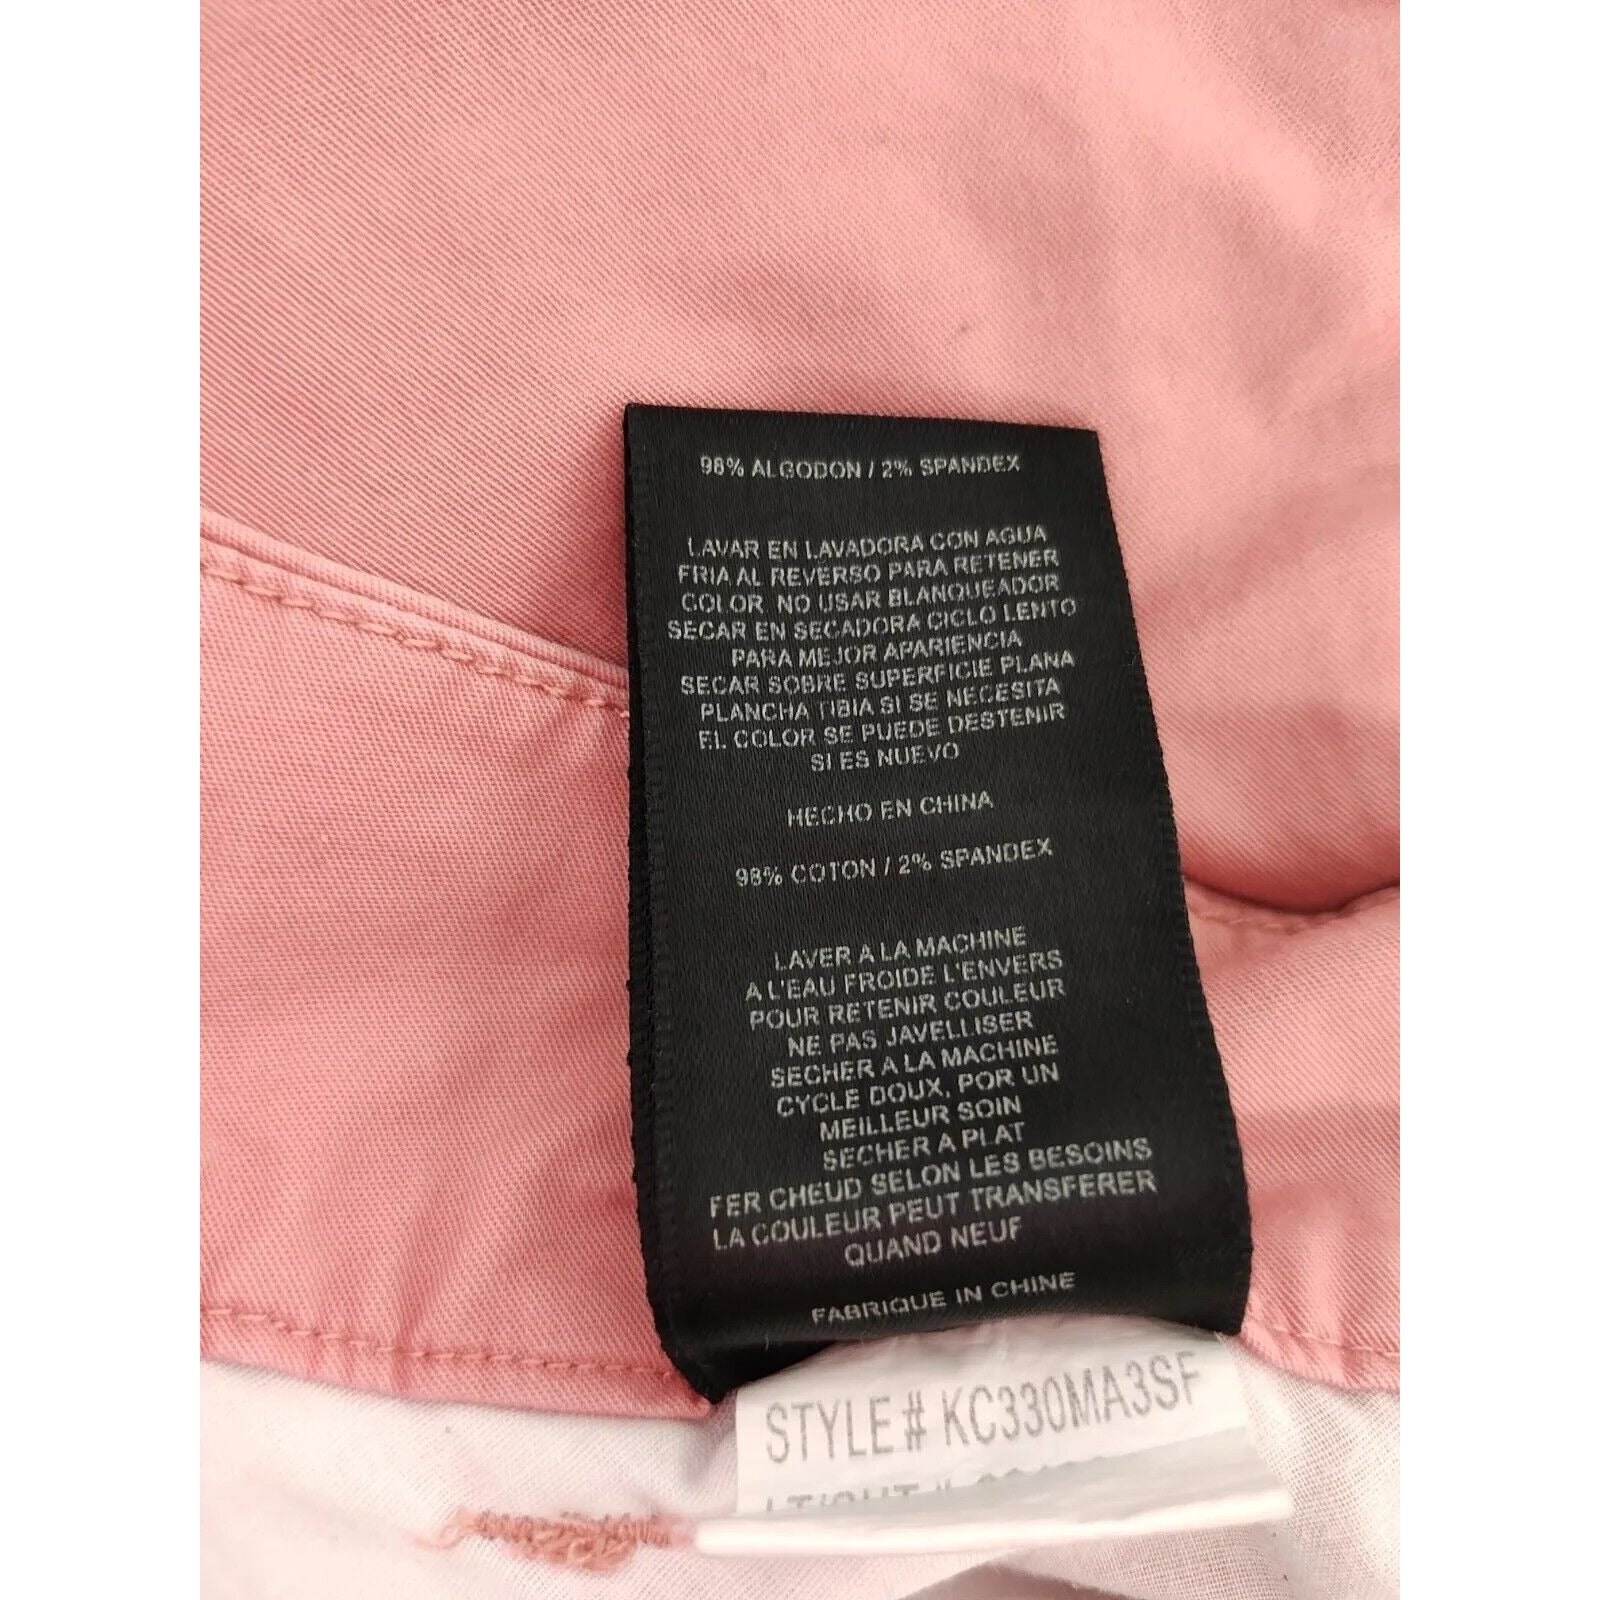 98% ALGODON / 2% SPANDEX
LAVAR EN LAVADORA CON AGUA
FRIA AL REVERSO PARA RETENER
COLOR NO USAR BLANQUEADOR
SECAR EN SECADORA CICLO LENTO
PARA MEJOR APARIENCIA
SECAR SOBRE SUPERFICIE PLANA
PLANCHA TIBIA SI SE NECESITA
EL COLOR SE PUEDE DESTENIR
SI ES NUEVO
HECHO EN CHINA
98% COTON / 2% SPANDEX
LAVER A LA MACHINE
A L'EAU FROIDE L'ENVERS
POUR RETENIR COULEUR
NE PAS JAVELLISER
SECHER A LA MACHINE
CYCLE DOUX, POR UN
MEILLEUR SOIN
SECHER A PLAT
FER CHEUD SELON LES BESOINS
LA COULEUR PEUT TRANSFERER
QUAND NEUF
FABRIQUE IN CHINE
STYLE # KC330MA3SF